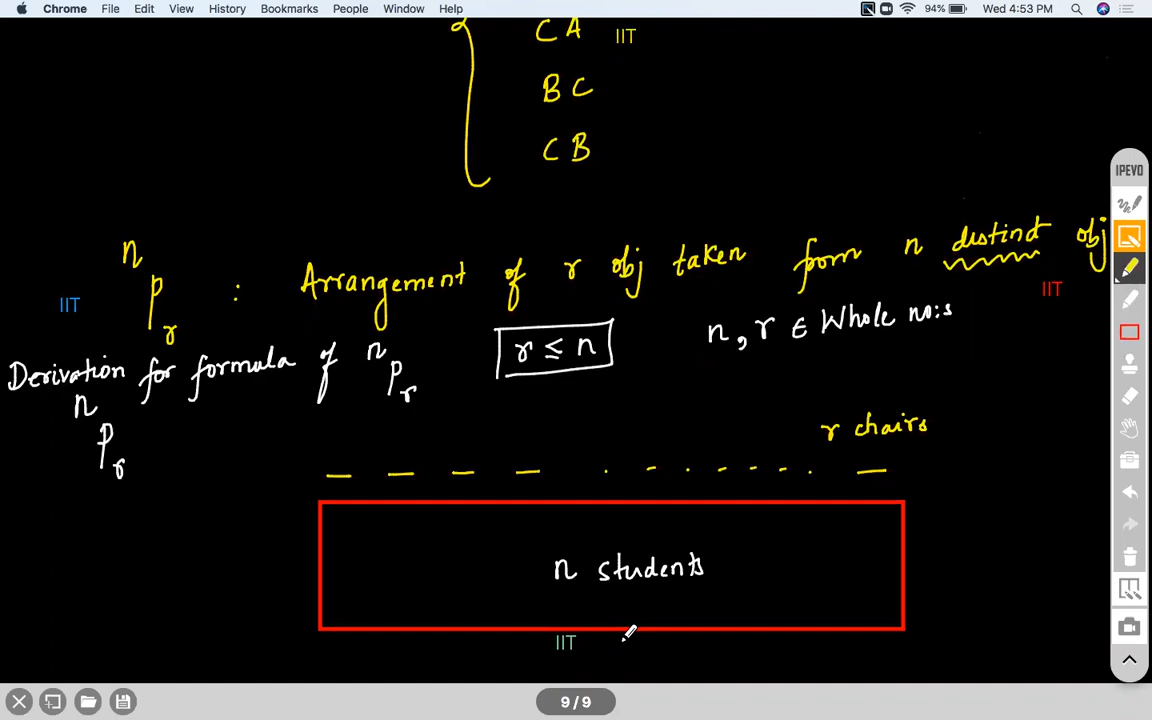 Chrome File Edit View History Bookmarks People Window Help 94% Wed 4:53 PM
CA IIT
BC
CB
IPEVO
nPr : Arrangement of r obj taken from n distinct obj
IIT IIT
r ≤ n n, r ∈ Whole no:s
Derivation for formula of nPr
nPr
r chairs
n students
IIT
9 / 9